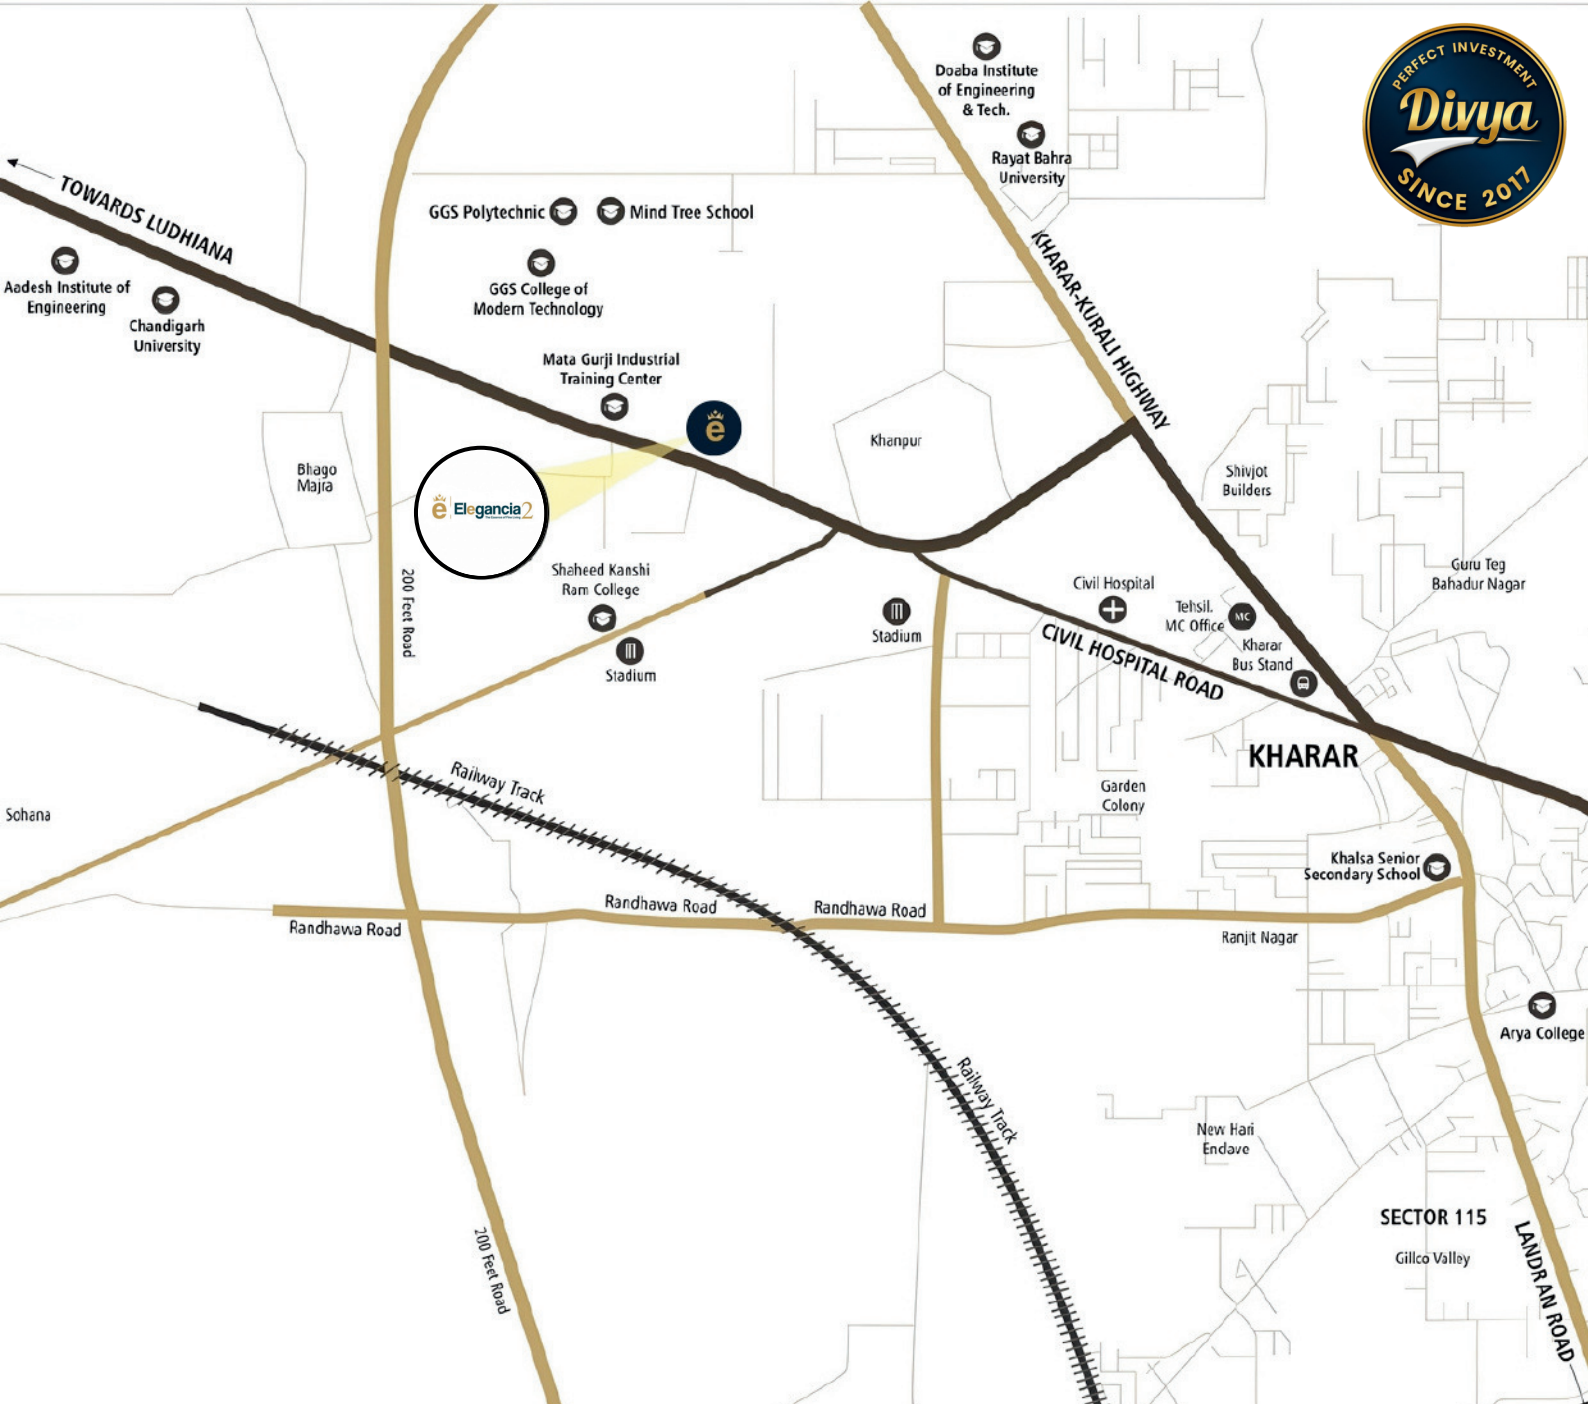 PERFECT INVESTMENT
Divya
SINCE 2017
Doaba Institute
of Engineering
& Tech.
Rayat Bahra
University
TOWARDS LUDHIANA
GGS Polytechnic
Mind Tree School
KHARAR-KURALI HIGHWAY
Aadesh Institute of
Engineering
GGS College of
Modern Technology
Chandigarh
University
Mata Gurji Industrial
Training Center
e
Khanpur
Bhago
Majra
Shivjot
Builders
e Elegancia 2
Guru Teg
Bahadur Nagar
200 Feet Road
Shaheed Kanshi
Ram College
Civil Hospital
Tehsil.
MC Office
MC
Stadium
CIVIL HOSPITAL ROAD
Kharar
Bus Stand
Stadium
KHARAR
Railway Track
Garden
Colony
Sohana
Khalsa Senior
Secondary School
Randhawa Road
Randhawa Road
Randhawa Road
Ranjit Nagar
Arya College
Railway Track
New Hari
Endave
SECTOR 115
Gillco Valley
200 Feet Road
LANDRAN ROAD